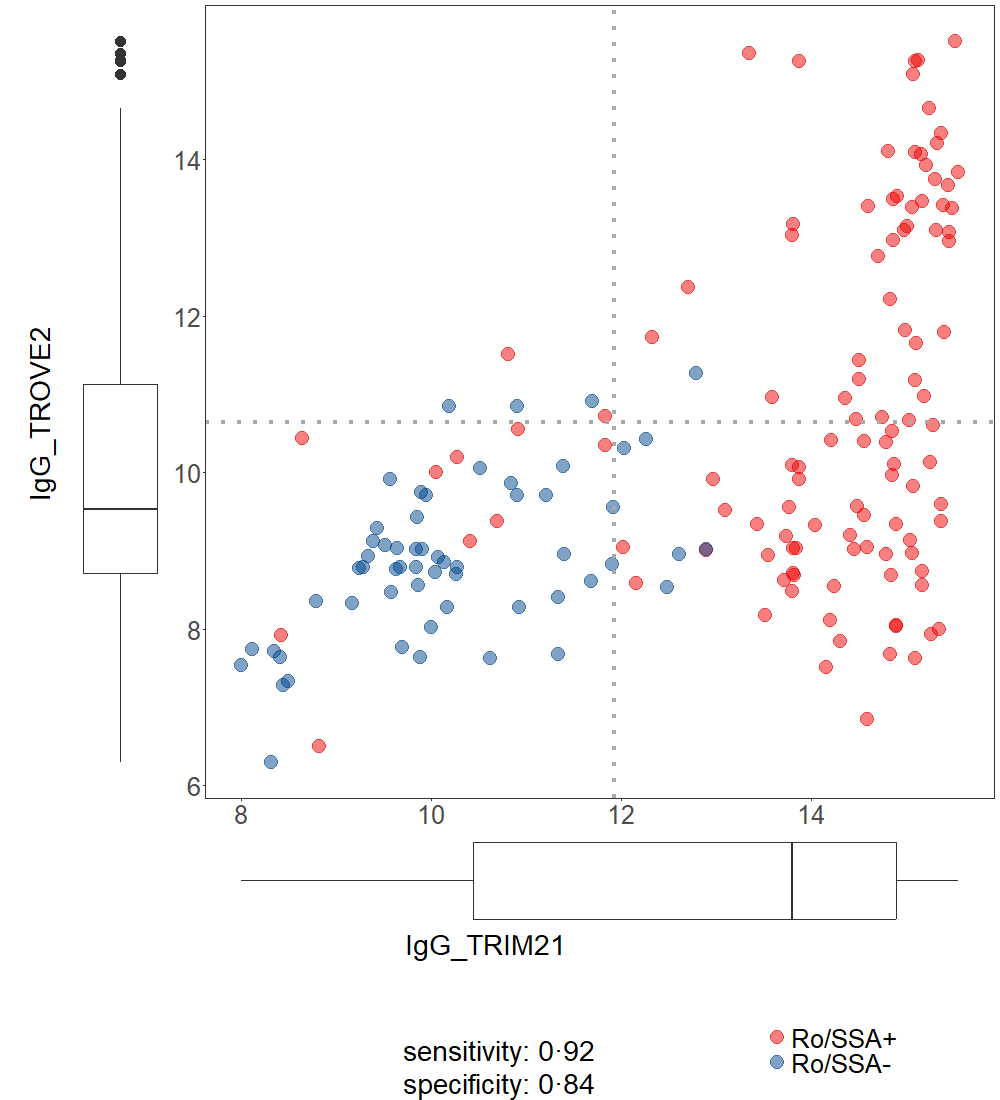 IgG_TROVE2
14
12
10
8
6
8
10
12
14
IgG_TRIM21
sensitivity: 0·92
specificity: 0·84
Ro/SSA+
Ro/SSA-